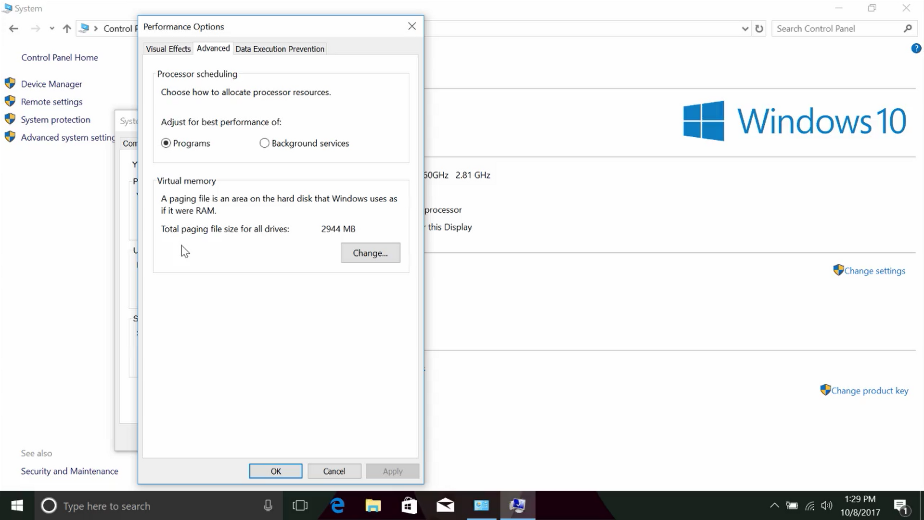 System
Control P
Search Control Panel
Control Panel Home
Device Manager
Remote settings
System protection
Advanced system setting
See also
Security and Maintenance
Performance Options
Visual Effects
Advanced
Data Execution Prevention
Processor scheduling
Choose how to allocate processor resources.
Adjust for best performance of:
Programs
Background services
Virtual memory
A paging file is an area on the hard disk that Windows uses as
if it were RAM.
Total paging file size for all drives: 2944 MB
Change...
OK
Cancel
Apply
Windows 10
60GHz 2.81 GHz
processor
r this Display
Change settings
Change product key
Type here to search
1:29 PM
10/8/2017
1